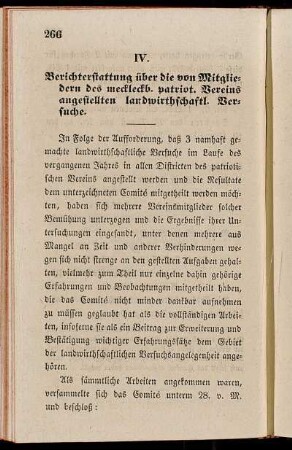 266
IV.
Berichterstattung über die von Mitglie-
dern des meckleckb. patriot. Vereins
angestellten landwirthschaftl. Ver-
suche.
In Folge der Aufforderung, daß 3 namhaft ge-
machte landwirthschaftliche Versuche im Laufe des
vergangenen Jahres in allen Districten des patrioti-
schen Vereins angestellt werden und die Resultate
dem unterzeichneten Comité mitgetheilt werden möch-
ten, haben sich mehrere Vereinsmitglieder solcher
Bemühung unterzogen und die Ergebnisse ihrer Un-
tersuchungen eingesandt, unter denen mehrere aus
Mangel an Zeit und anderer Verhinderungen we-
gen sich nicht strenge an den gestellten Aufgaben gehal-
ten, vielmehr zum Theil nur einzelne dahin gehörige
Erfahrungen und Beobachtungen mitgetheilt haben,
die das Comité nicht minder dankbar aufnehmen
zu müssen geglaubt hat als die vollständigen Arbei-
ten, insoferne sie als ein Beitrag zur Erweiterung und
Bestätigung wichtiger Erfahrungssätze dem Gebiet
der landwirthschaftlichen Versuchsangelegenheit ange-
hören.
Als sämmtliche Arbeiten angekommen waren,
versammelte sich das Comité unterm 28. v. M.
und beschloß: